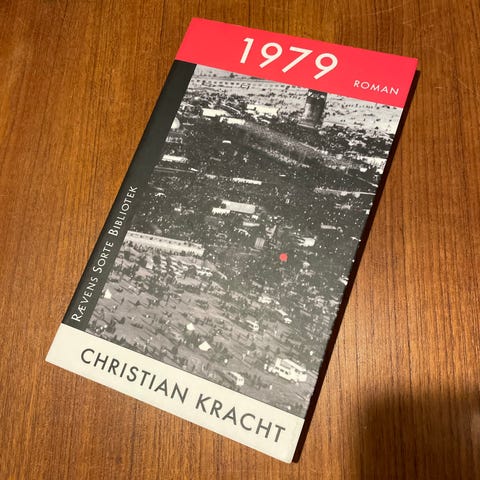 1979
ROMAN
RÆVENS SORTE BIBLIOTEK
CHRISTIAN KRACHT